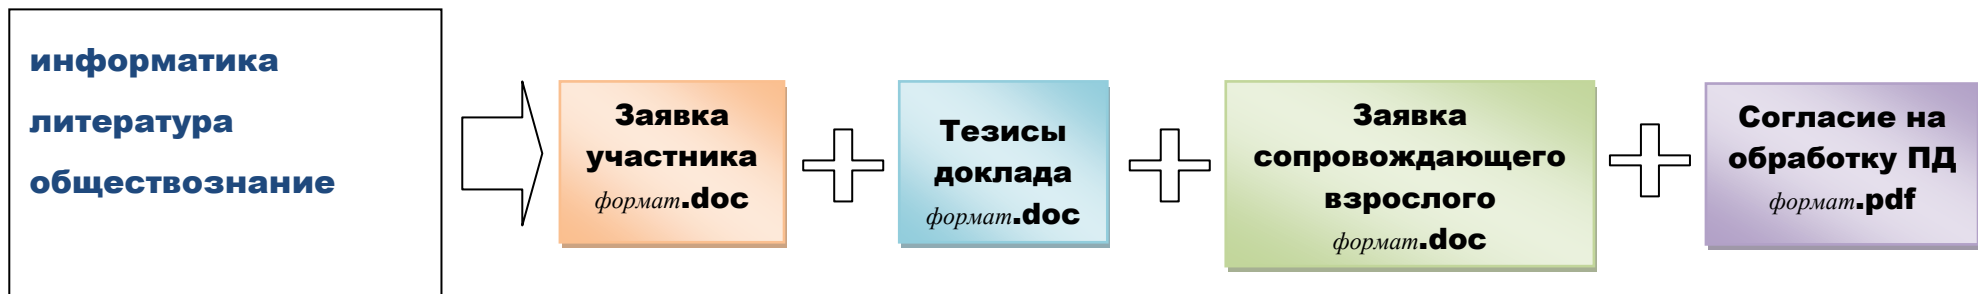 информатика
литература
обществознание
Заявка
участника
формат.doc
Тезисы
доклада
формат.doc
Заявка
сопровождающего
взрослого
формат.doc
Согласие на
обработку ПД
формат.pdf